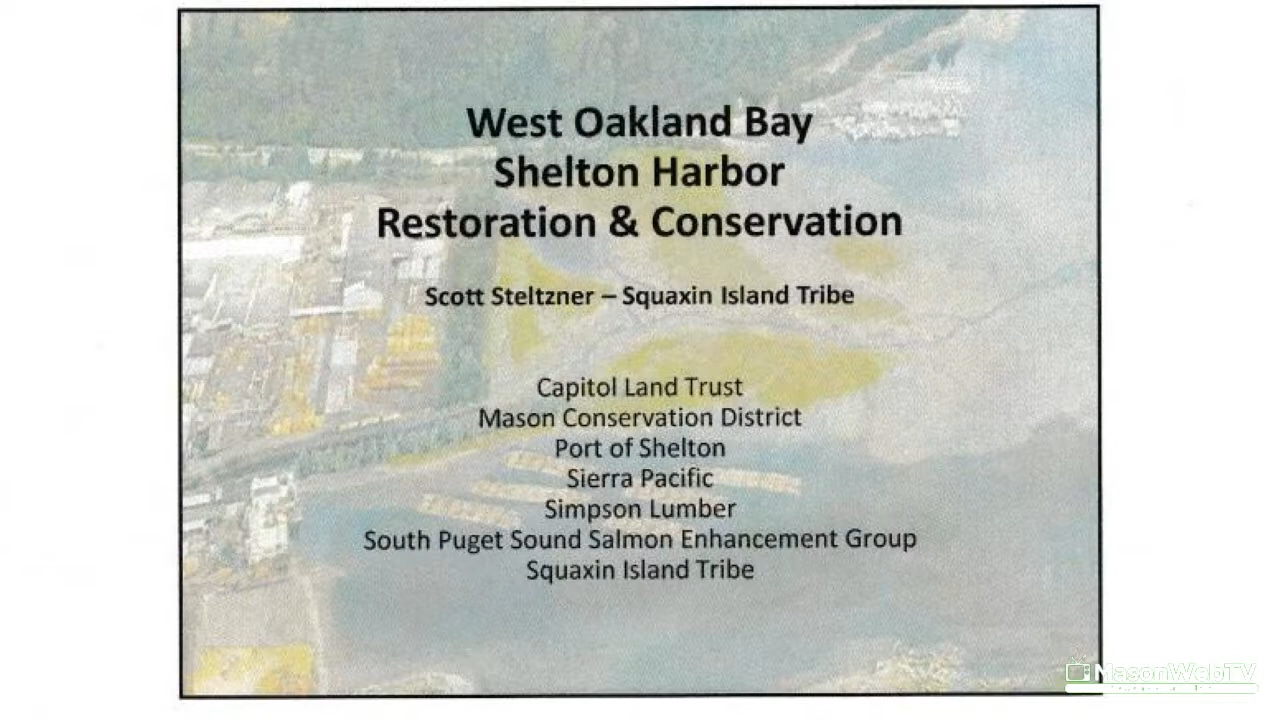 West Oakland Bay
Shelton Harbor
Restoration & Conservation
Scott Steltzner – Squaxin Island Tribe
Capitol Land Trust
Mason Conservation District
Port of Shelton
Sierra Pacific
Simpson Lumber
South Puget Sound Salmon Enhancement Group
Squaxin Island Tribe
MasonWebTV